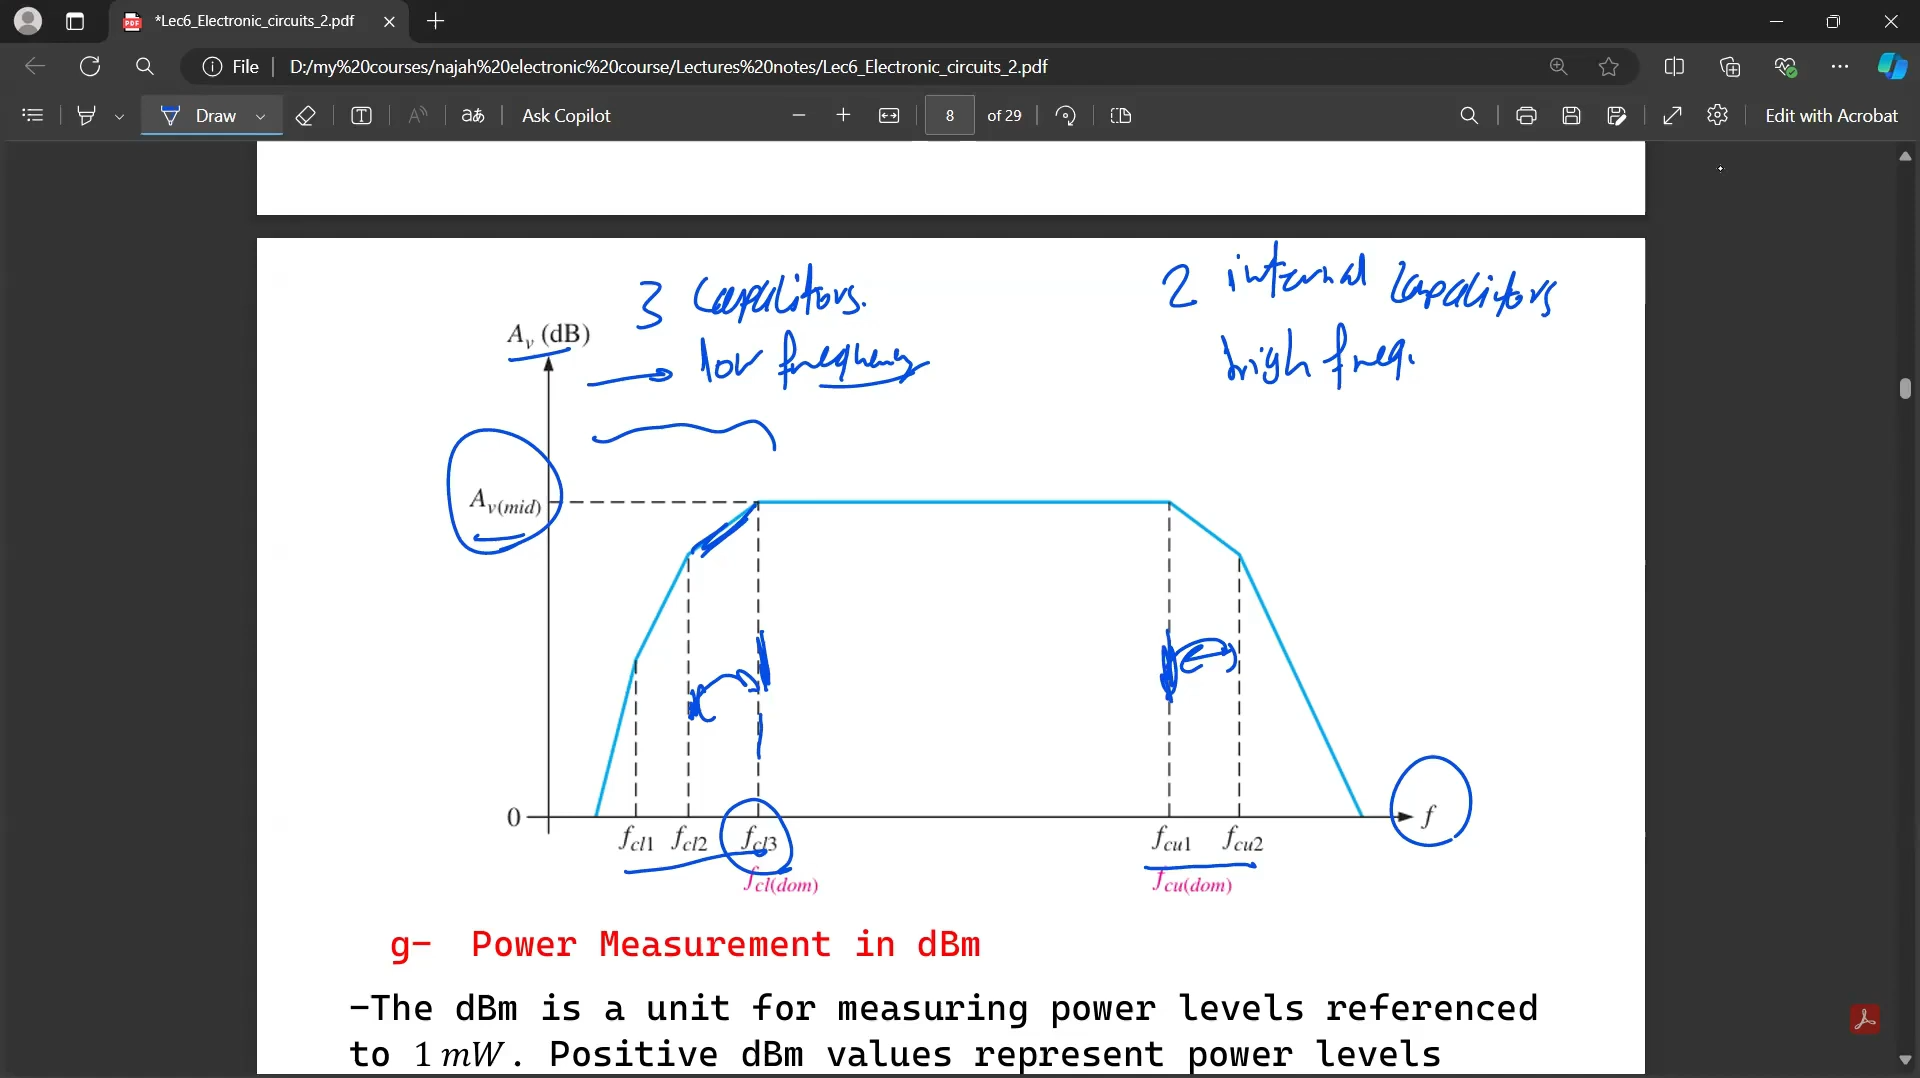 *Lec6_Electronic_circuits_2.pdf
File | D:/my%20courses/najah%20electronic%20course/Lectures%20notes/Lec6_Electronic_circuits_2.pdf
Draw aあ Ask Copilot 8 of 29 Edit with Acrobat
3 Capacitors. 2 internal Capacitors
low frequency high freq.
Av (dB)
Av(mid)
0 f
fcl1 fcl2 fcl3 fcu1 fcu2
fcl(dom) fcu(dom)
g- Power Measurement in dBm
-The dBm is a unit for measuring power levels referenced
to 1 mW. Positive dBm values represent power levels